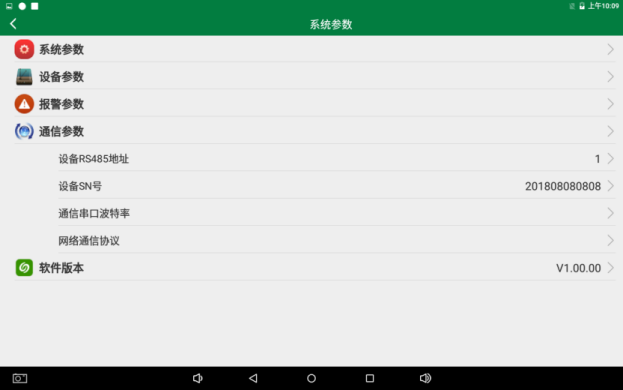 上午10:09
系统参数
系统参数
设备参数
报警参数
通信参数
设备RS485地址 1
设备SN号 201808080808
通信串口波特率
网络通信协议
软件版本 V1.00.00